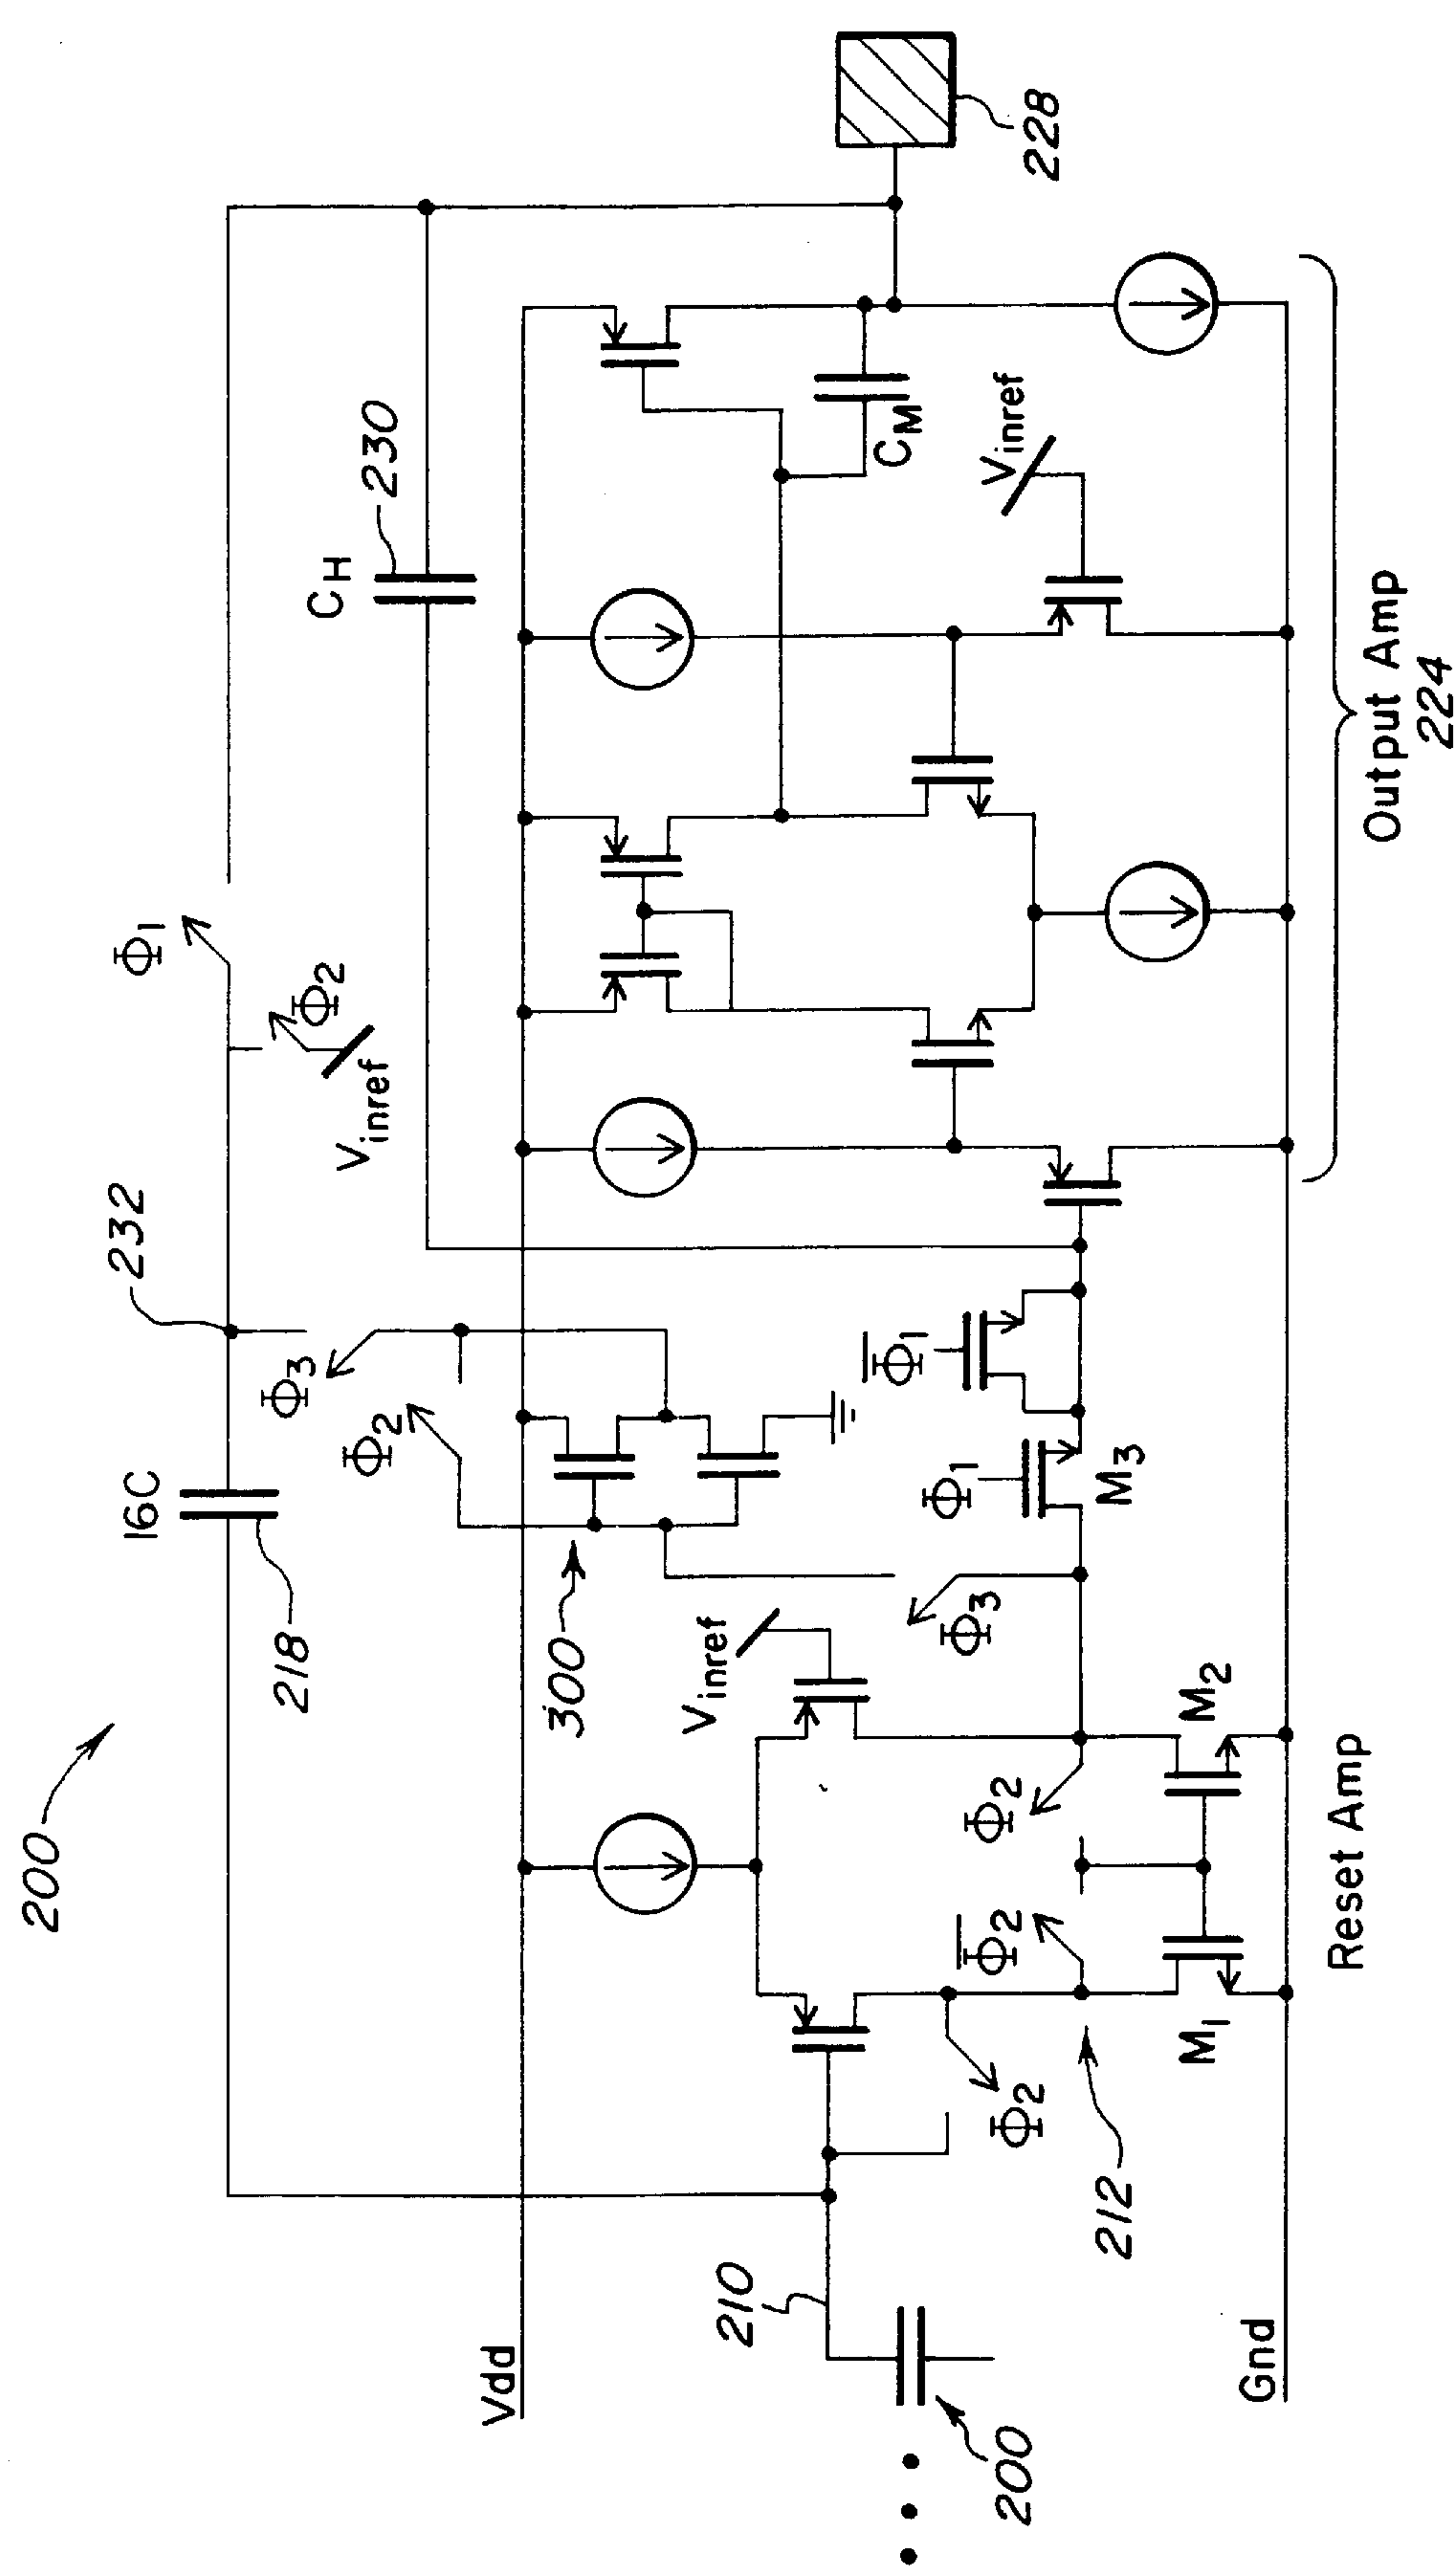 200
16C
218
232
Φ1
Φ2
Vinref
Φ3
Φ2
CH
230
300
Vdd
Vinref
210
200
Φ2
Φ2
Φ2
212
M1
M2
Φ3
Φ1
M3
Φ1
CM
Vinref
228
Gnd
Reset Amp
Output Amp
224